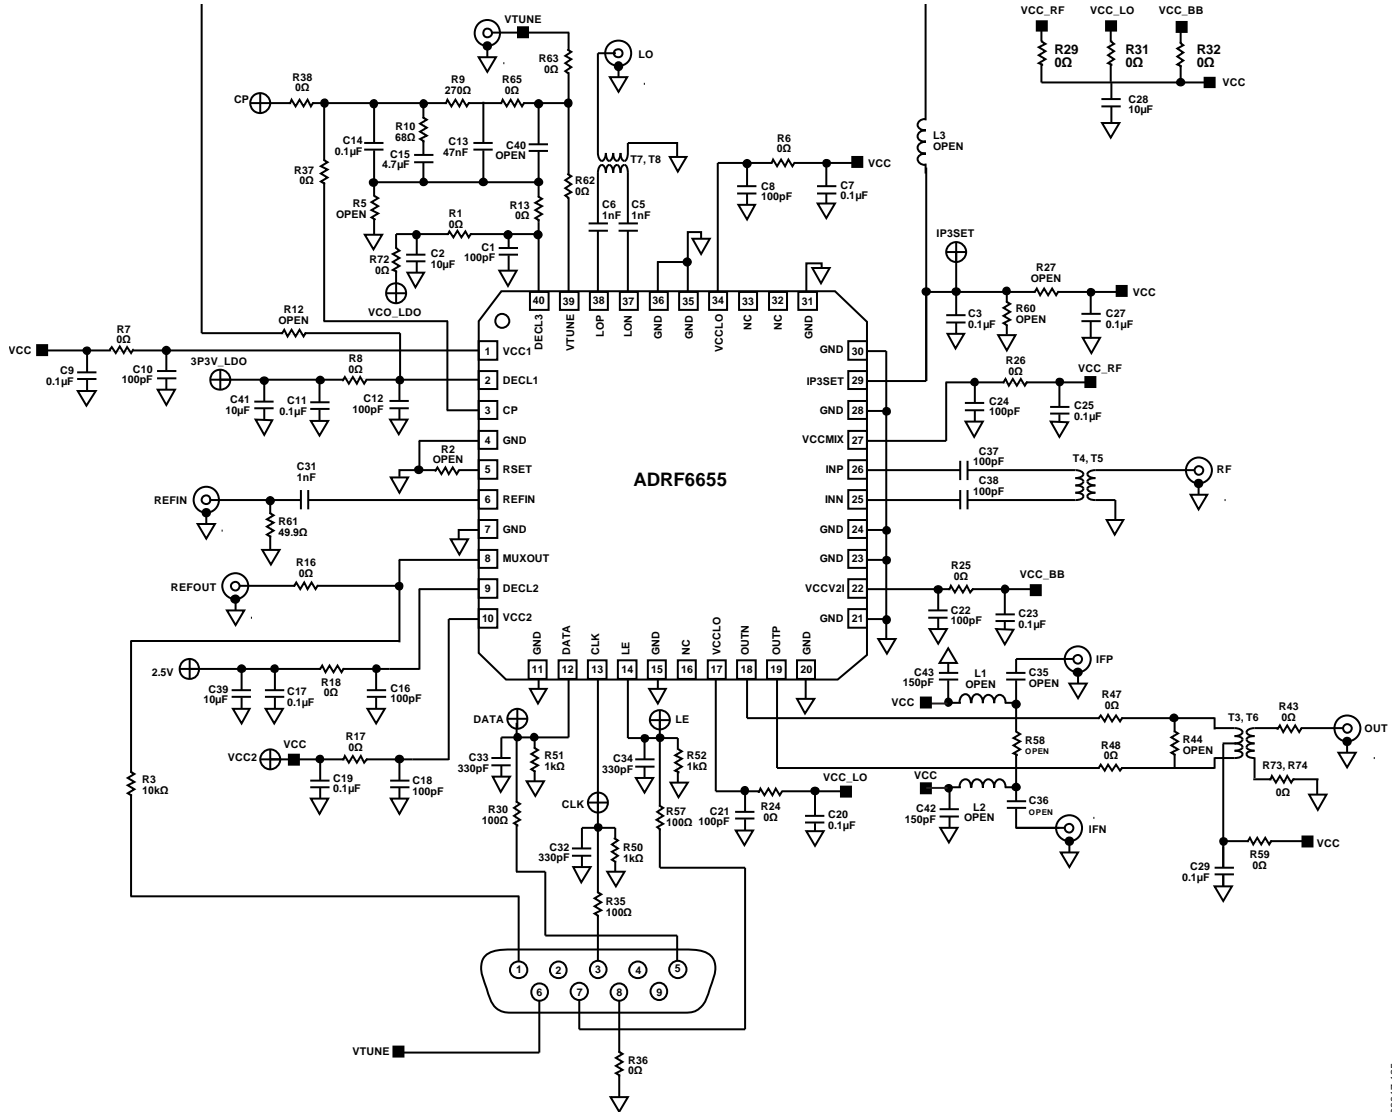 VCC_RF
VCC_LO
VCC_BB
R29
0Ω
R31
0Ω
R32
0Ω
VCC
C28
10µF
VTUNE
R63
0Ω
LO
R38
0Ω
R9
270Ω
R65
0Ω
CP
R10
68Ω
C14
0.1µF
C15
4.7µF
C13
47nF
C40
OPEN
R37
0Ω
T7, T8
R62
0Ω
R6
0Ω
VCC
C8
100pF
C7
0.1µF
L3
OPEN
R5
OPEN
R1
0Ω
R13
0Ω
C6
1nF
C5
1nF
R72
0Ω
C2
10µF
C1
100pF
VCO_LDO
IP3SET
R27
OPEN
VCC
C3
0.1µF
R60
OPEN
C27
0.1µF
R12
OPEN
R7
0Ω
VCC
C9
0.1µF
C10
100pF
3P3V_LDO
R8
0Ω
C41
10µF
C11
0.1µF
C12
100pF
40
39
38
37
36
35
34
33
32
31
DECL3
VTUNE
LOP
LON
GND
GND
VCCLO
NC
NC
GND
1
VCC1
2
DECL1
3
CP
4
GND
5
RSET
6
REFIN
7
GND
8
MUXOUT
9
DECL2
10
VCC2
ADRF6655
GND
30
IP3SET
29
GND
28
VCCMIX
27
INP
26
INN
25
GND
24
GND
23
VCCV2I
22
GND
21
GND
DATA
CLK
LE
GND
NC
VCCLO
OUTN
OUTP
GND
11
12
13
14
15
16
17
18
19
20
R26
0Ω
VCC_RF
C24
100pF
C25
0.1µF
R2
OPEN
C31
1nF
REFIN
R61
49.9Ω
C37
100pF
C38
100pF
T4, T5
RF
REFOUT
R16
0Ω
R25
0Ω
VCC_BB
C22
100pF
C23
0.1µF
2.5V
R18
0Ω
C39
10µF
C17
0.1µF
C16
100pF
C43
150pF
L1
OPEN
C35
OPEN
IFP
VCC
R58
OPEN
R47
0Ω
R48
0Ω
R44
OPEN
T3, T6
R43
0Ω
OUT
R73, R74
0Ω
VCC2
VCC
R17
0Ω
C19
0.1µF
C18
100pF
DATA
C33
330pF
R51
1kΩ
LE
C34
330pF
R52
1kΩ
R3
10kΩ
R30
100Ω
CLK
R57
100Ω
C32
330pF
R50
1kΩ
R35
100Ω
C21
100pF
R24
0Ω
VCC_LO
C20
0.1µF
VCC
C42
150pF
L2
OPEN
C36
OPEN
IFN
R59
0Ω
VCC
C29
0.1µF
1
2
3
4
5
6
7
8
9
VTUNE
R36
0Ω